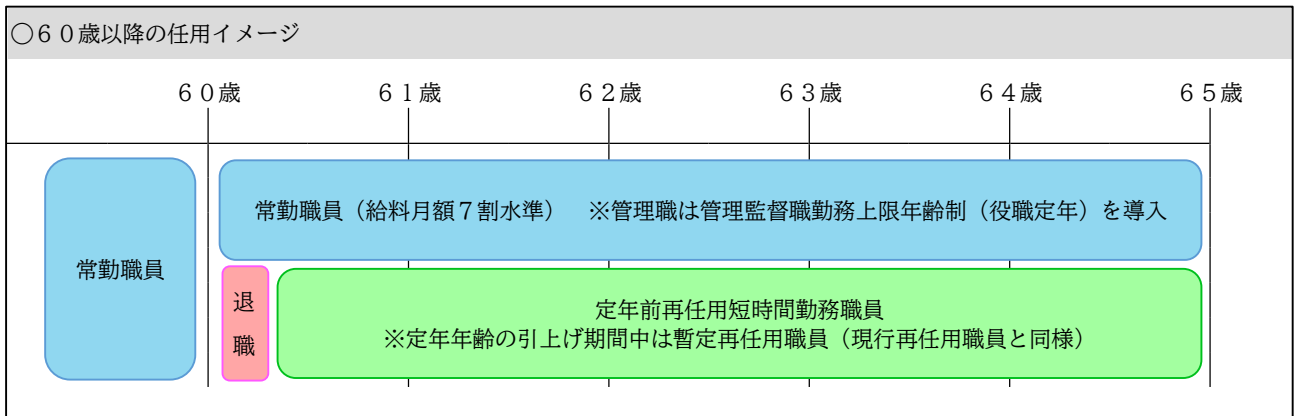 ○６０歳以降の任用イメージ
６０歳　６１歳　６２歳　６３歳　６４歳　６５歳
常勤職員
常勤職員（給料月額７割水準）　※管理職は管理監督職勤務上限年齢制（役職定年）を導入
退
職
定年前再任用短時間勤務職員
※定年年齢の引上げ期間中は暫定再任用職員（現行再任用職員と同様）